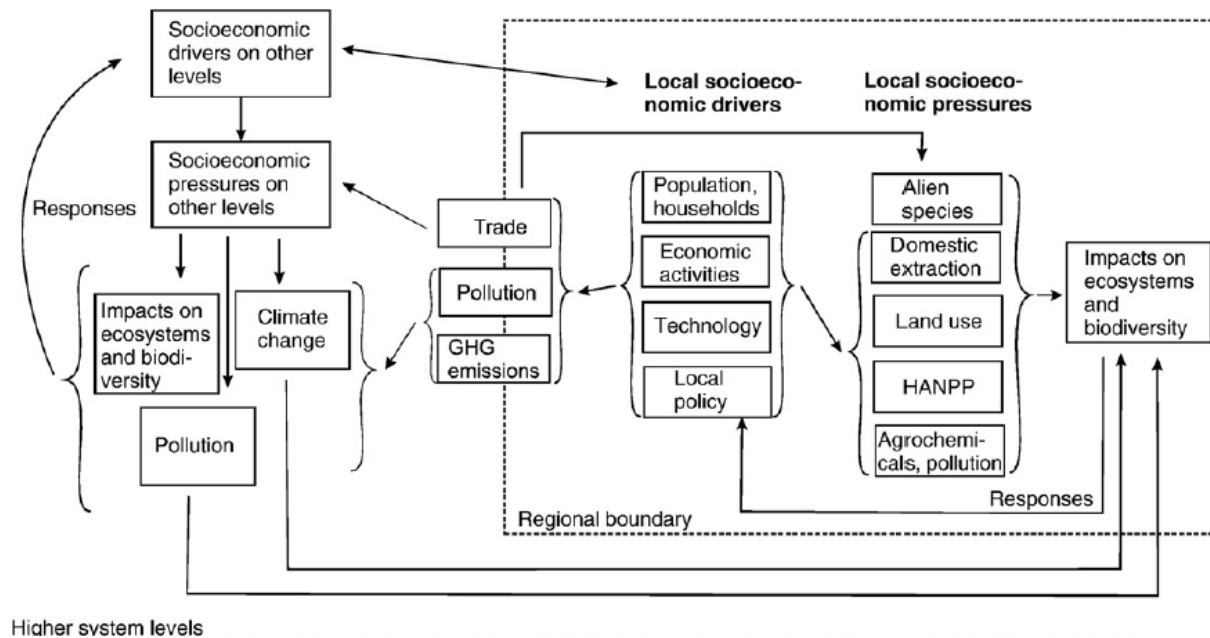 Socioeconomic
drivers on other
levels
Local socioeco-
nomic drivers
Local socioeco-
nomic pressures
Socioeconomic
pressures on
other levels
Responses
Trade
Population,
households
Alien
species
Economic
activities
Domestic
extraction
Impacts on
ecosystems
and
biodiversity
Impacts on
ecosystems
and biodi-
versity
Climate
change
Pollution
Technology
Land use
GHG
emissions
Local
policy
HANPP
Pollution
Agrochemi-
cals, pollution
Responses
Regional boundary
Higher system levels